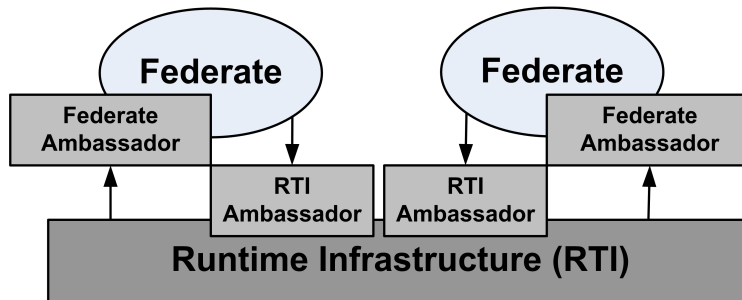 Federate
Federate
Federate
Ambassador
Federate
Ambassador
RTI
Ambassador
RTI
Ambassador
Runtime Infrastructure (RTI)